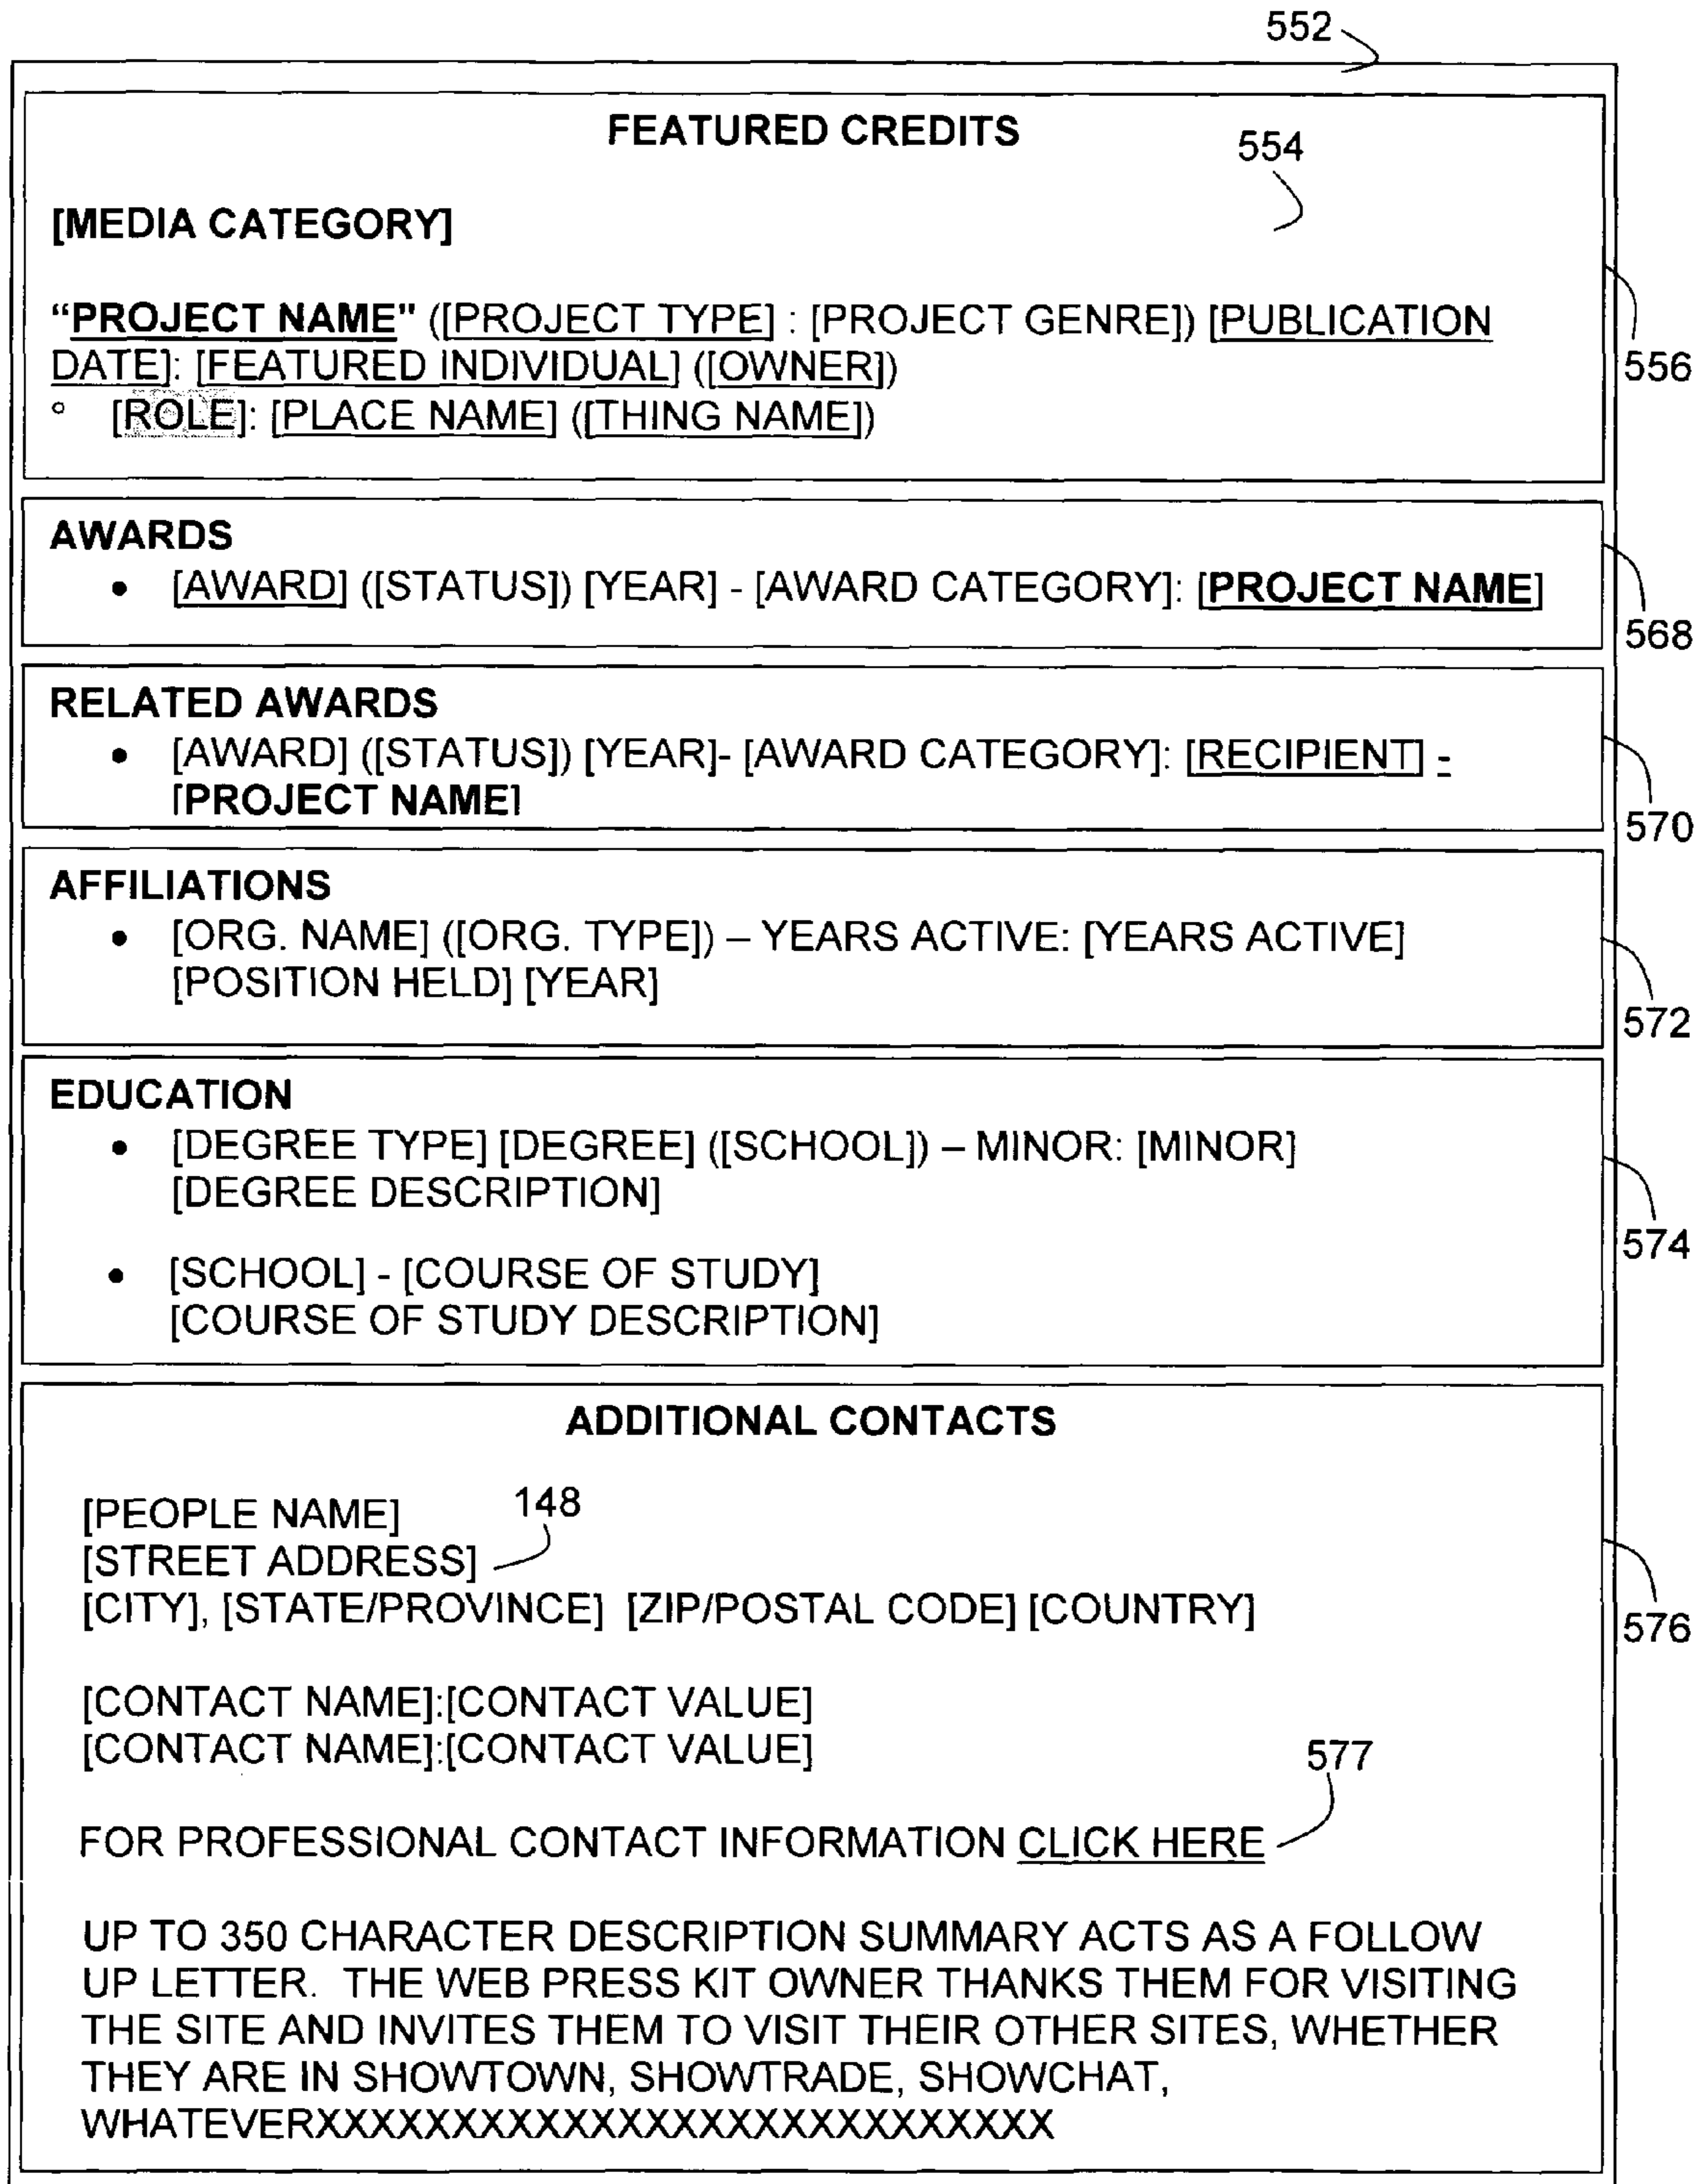 552
FEATURED CREDITS
554
[MEDIA CATEGORY]
“PROJECT NAME” ([PROJECT TYPE] : [PROJECT GENRE]) [PUBLICATION
DATE]: [FEATURED INDIVIDUAL] ([OWNER])
° [ROLE]: [PLACE NAME] ([THING NAME])
556
AWARDS
• [AWARD] ([STATUS]) [YEAR] - [AWARD CATEGORY]: [PROJECT NAME]
568
RELATED AWARDS
• [AWARD] ([STATUS]) [YEAR]- [AWARD CATEGORY]: [RECIPIENT] -
[PROJECT NAME]
570
AFFILIATIONS
• [ORG. NAME] ([ORG. TYPE]) – YEARS ACTIVE: [YEARS ACTIVE]
[POSITION HELD] [YEAR]
572
EDUCATION
• [DEGREE TYPE] [DEGREE] ([SCHOOL]) – MINOR: [MINOR]
[DEGREE DESCRIPTION]
574
• [SCHOOL] - [COURSE OF STUDY]
[COURSE OF STUDY DESCRIPTION]
ADDITIONAL CONTACTS
[PEOPLE NAME] 148
[STREET ADDRESS]
[CITY], [STATE/PROVINCE] [ZIP/POSTAL CODE] [COUNTRY]
576
[CONTACT NAME]:[CONTACT VALUE]
[CONTACT NAME]:[CONTACT VALUE]
577
FOR PROFESSIONAL CONTACT INFORMATION CLICK HERE
UP TO 350 CHARACTER DESCRIPTION SUMMARY ACTS AS A FOLLOW
UP LETTER. THE WEB PRESS KIT OWNER THANKS THEM FOR VISITING
THE SITE AND INVITES THEM TO VISIT THEIR OTHER SITES, WHETHER
THEY ARE IN SHOWTOWN, SHOWTRADE, SHOWCHAT,
WHATEVERXXXXXXXXXXXXXXXXXXXXXXXXXXX